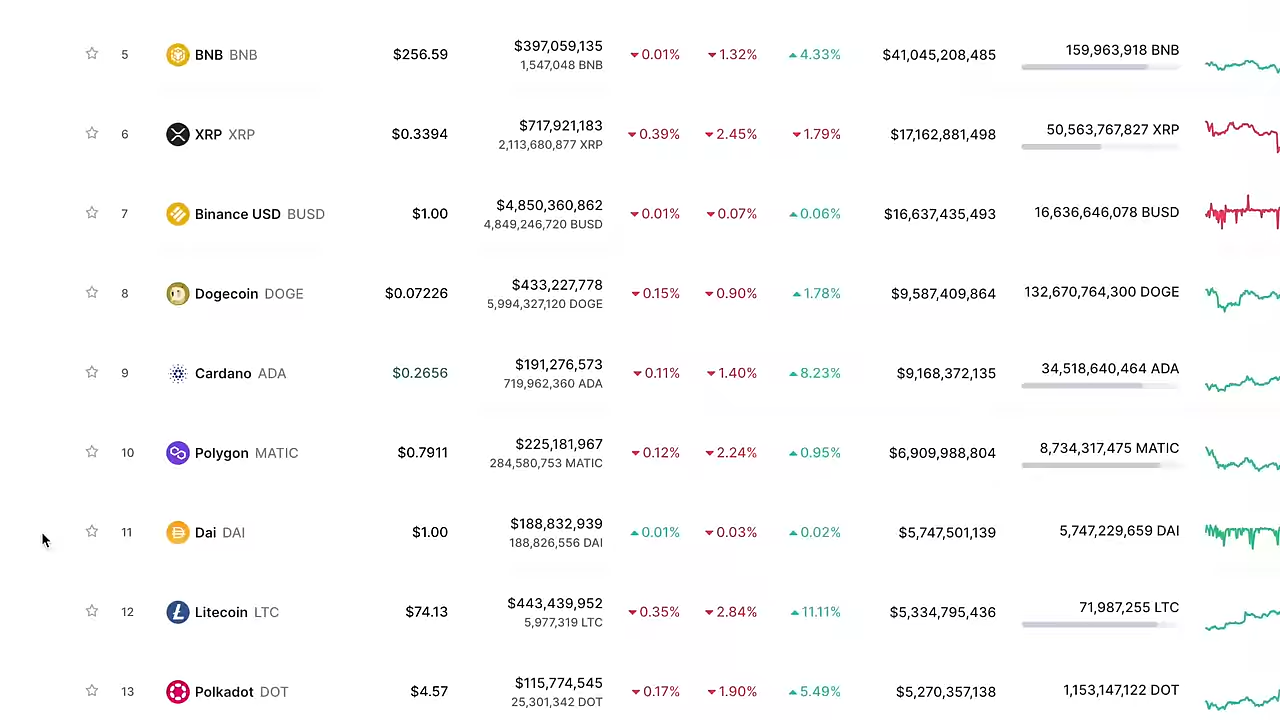 5 BNB BNB $256.59 $397,059,135 0.01% 1.32% 4.33% $41,045,208,485 159,963,918 BNB
1,547,048 BNB
6 XRP XRP $0.3394 $717,921,183 0.39% 2.45% 1.79% $17,162,881,498 50,563,767,827 XRP
2,113,680,877 XRP
7 Binance USD BUSD $1.00 $4,850,360,862 0.01% 0.07% 0.06% $16,637,435,493 16,636,646,078 BUSD
4,849,246,720 BUSD
8 Dogecoin DOGE $0.07226 $433,227,778 0.15% 0.90% 1.78% $9,587,409,864 132,670,764,300 DOGE
5,994,327,120 DOGE
9 Cardano ADA $0.2656 $191,276,573 0.11% 1.40% 8.23% $9,168,372,135 34,518,640,464 ADA
719,962,360 ADA
10 Polygon MATIC $0.7911 $225,181,967 0.12% 2.24% 0.95% $6,909,988,804 8,734,317,475 MATIC
284,580,753 MATIC
11 Dai DAI $1.00 $188,832,939 0.01% 0.03% 0.02% $5,747,501,139 5,747,229,659 DAI
188,826,556 DAI
12 Litecoin LTC $74.13 $443,439,952 0.35% 2.84% 11.11% $5,334,795,436 71,987,255 LTC
5,977,319 LTC
13 Polkadot DOT $4.57 $115,774,545 0.17% 1.90% 5.49% $5,270,357,138 1,153,147,122 DOT
25,301,342 DOT